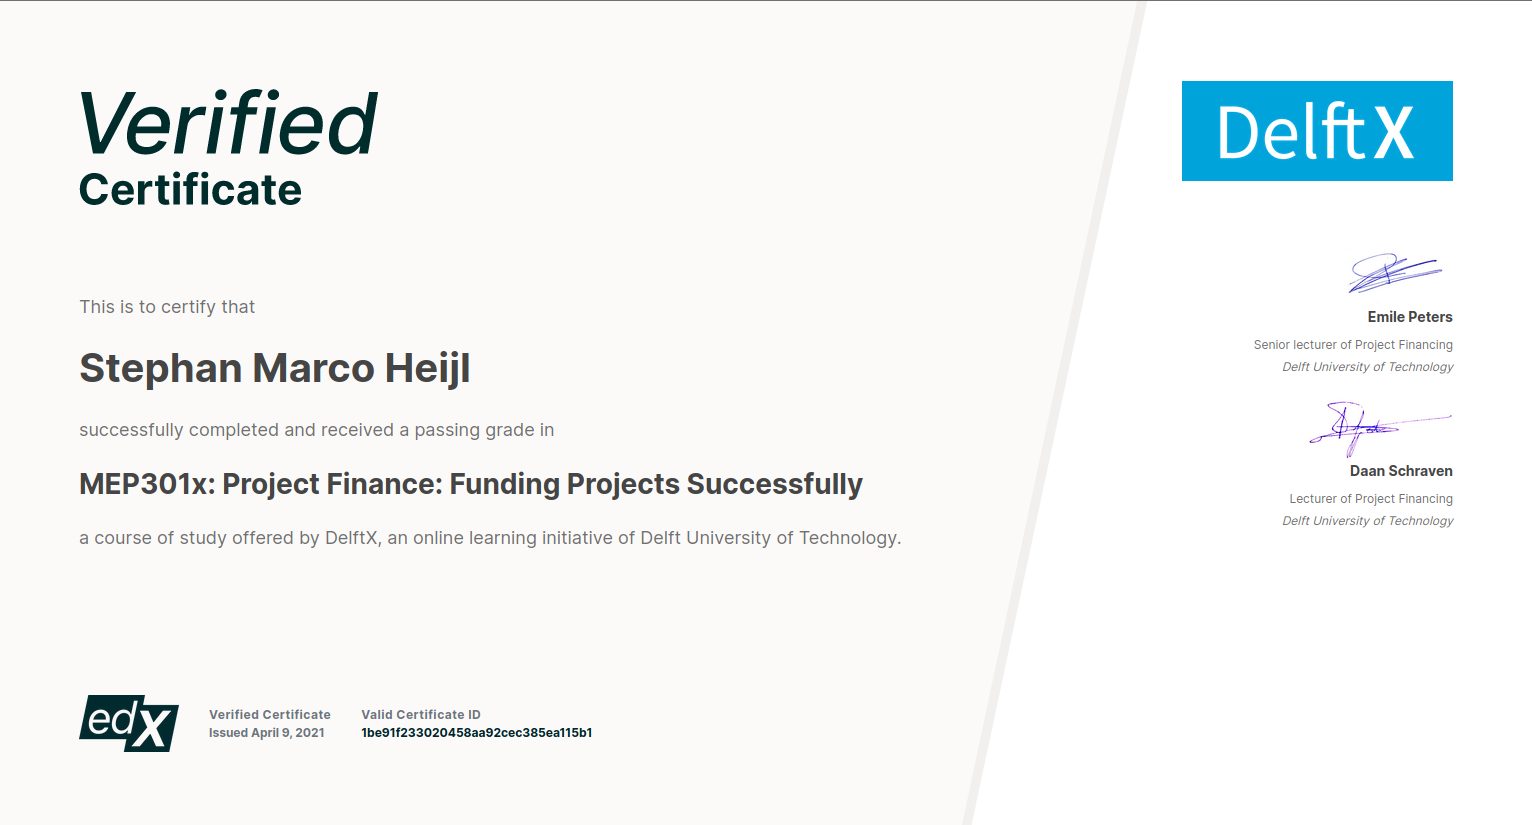 Verified
Certificate
This is to certify that
Stephan Marco Heijl
successfully completed and received a passing grade in
MEP301x: Project Finance: Funding Projects Successfully
a course of study offered by DelftX, an online learning initiative of Delft University of Technology.
edX
Verified Certificate
Issued April 9, 2021
Valid Certificate ID
1be91f233020458aa92cec385ea115b1
DelftX
Emile Peters
Senior lecturer of Project Financing
Delft University of Technology
Daan Schraven
Lecturer of Project Financing
Delft University of Technology